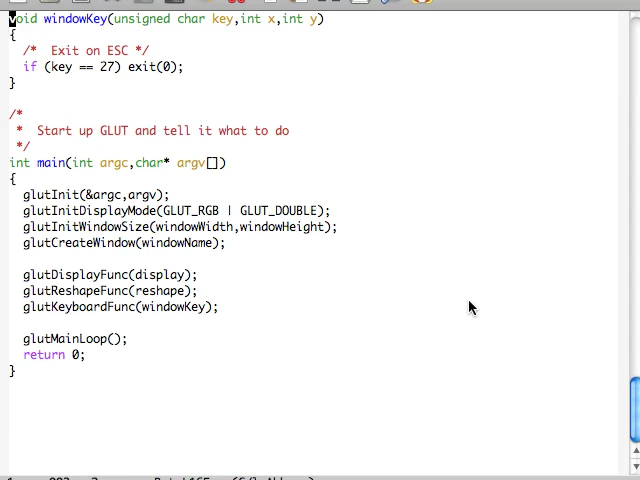 void windowKey(unsigned char key,int x,int y)
{
  /*  Exit on ESC */
  if (key == 27) exit(0);
}

/*
 *  Start up GLUT and tell it what to do
 */
int main(int argc,char* argv[])
{
  glutInit(&argc,argv);
  glutInitDisplayMode(GLUT_RGB | GLUT_DOUBLE);
  glutInitWindowSize(windowWidth,windowHeight);
  glutCreateWindow(windowName);

  glutDisplayFunc(display);
  glutReshapeFunc(reshape);
  glutKeyboardFunc(windowKey);

  glutMainLoop();
  return 0;
}